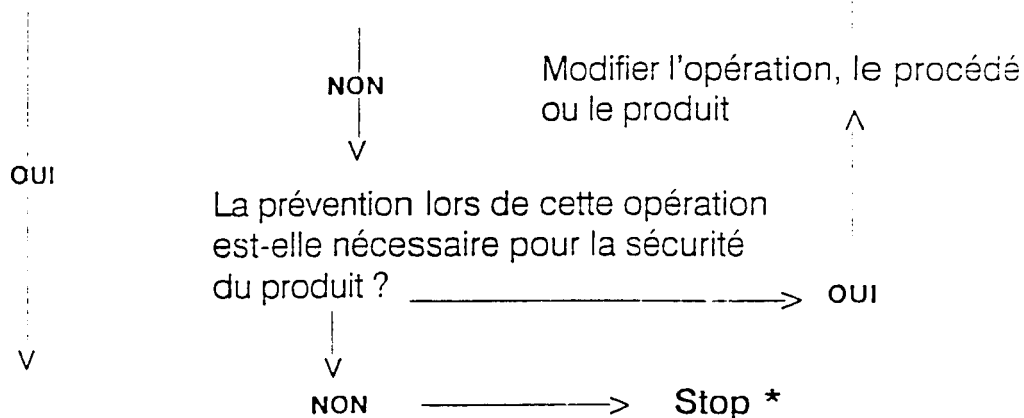 NON
Modifier l'opération, le procédé
ou le produit
OUI
La prévention lors de cette opération
est-elle nécessaire pour la sécurité
du produit ?
OUI
NON
Stop *